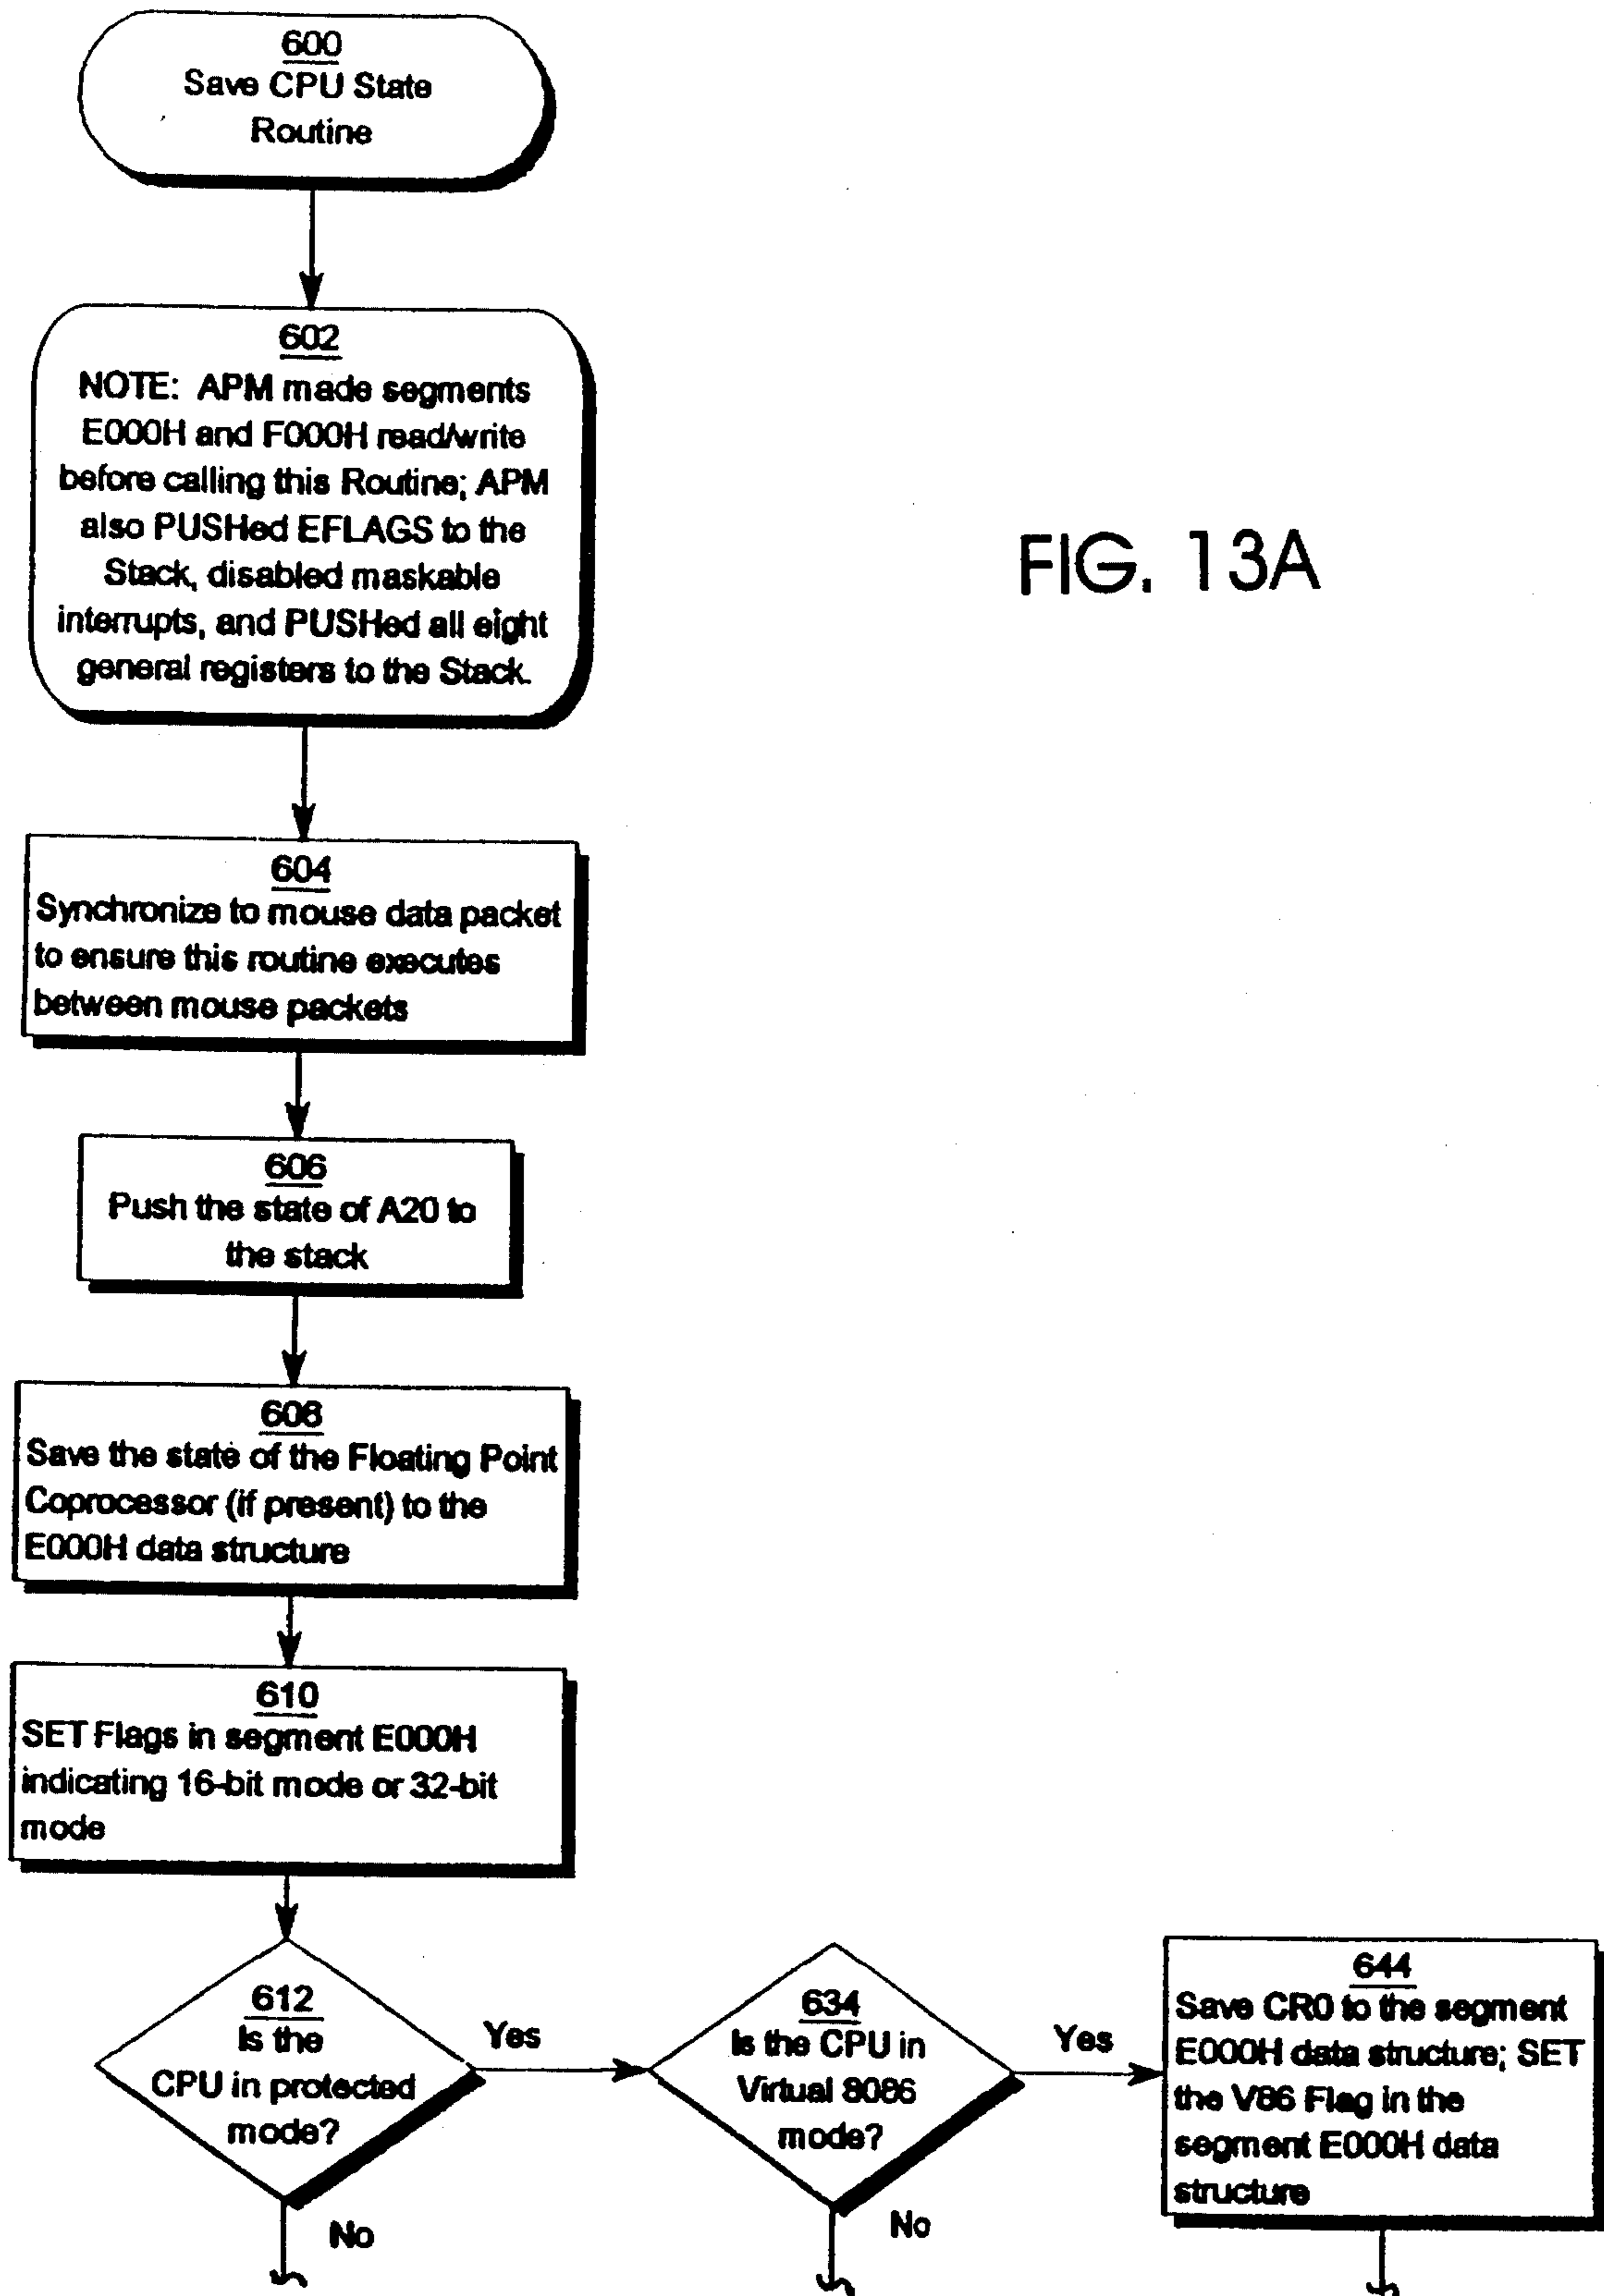 600
Save CPU State
Routine
602
NOTE: APM made segments
E000H and F000H read/write
before calling this Routine; APM
also PUSHed EFLAGS to the
Stack, disabled maskable
interrupts, and PUSHed all eight
general registers to the Stack.
FIG. 13A
604
Synchronize to mouse data packet
to ensure this routine executes
between mouse packets
606
Push the state of A20 to
the stack
608
Save the state of the Floating Point
Coprocessor (if present) to the
E000H data structure
610
SET Flags in segment E000H
indicating 16-bit mode or 32-bit
mode
612
Is the
CPU in protected
mode?
Yes
No
634
Is the CPU in
Virtual 8086
mode?
Yes
No
644
Save CR0 to the segment
E000H data structure; SET
the V86 Flag in the
segment E000H data
structure